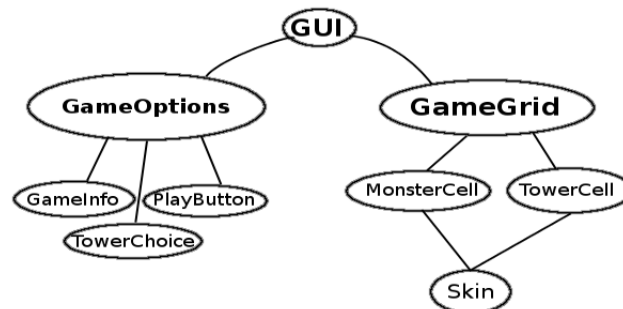 GUI
GameOptions
GameGrid
GameInfo
PlayButton
TowerChoice
MonsterCell
TowerCell
Skin